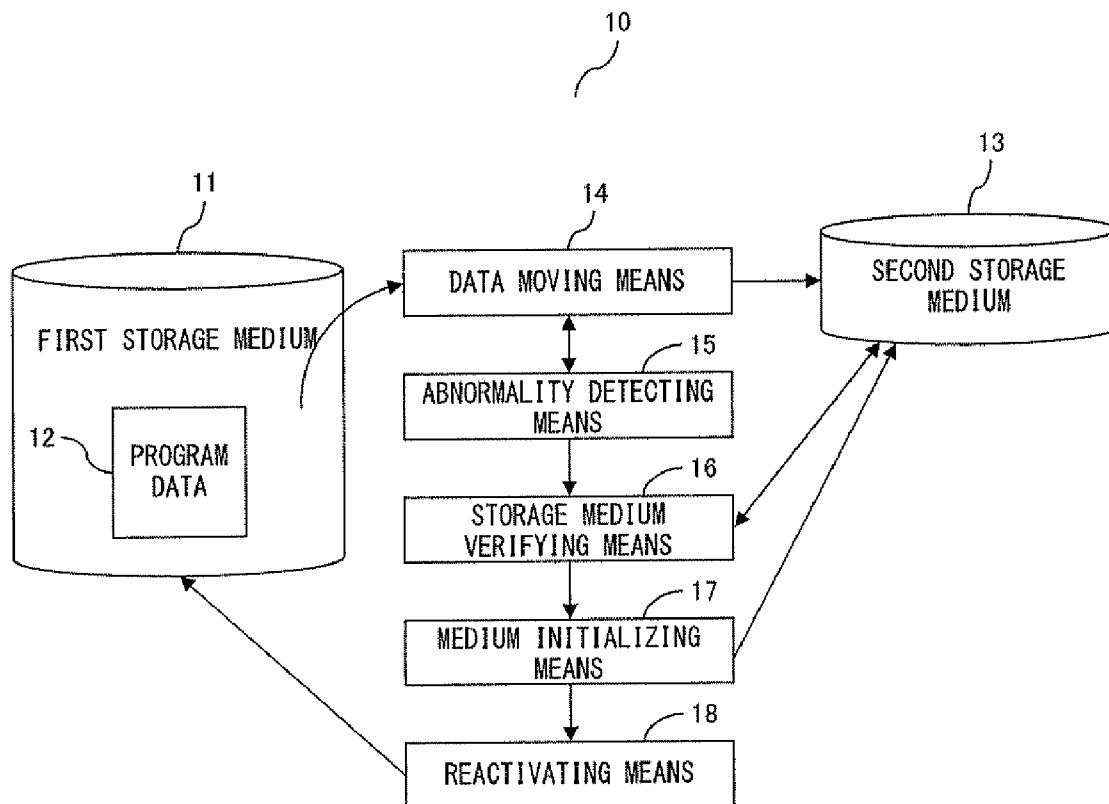 10
11
FIRST STORAGE MEDIUM
12
PROGRAM
DATA
14
DATA MOVING MEANS
13
SECOND STORAGE
MEDIUM
15
ABNORMALITY DETECTING
MEANS
16
STORAGE MEDIUM
VERIFYING MEANS
17
MEDIUM INITIALIZING
MEANS
18
REACTIVATING MEANS